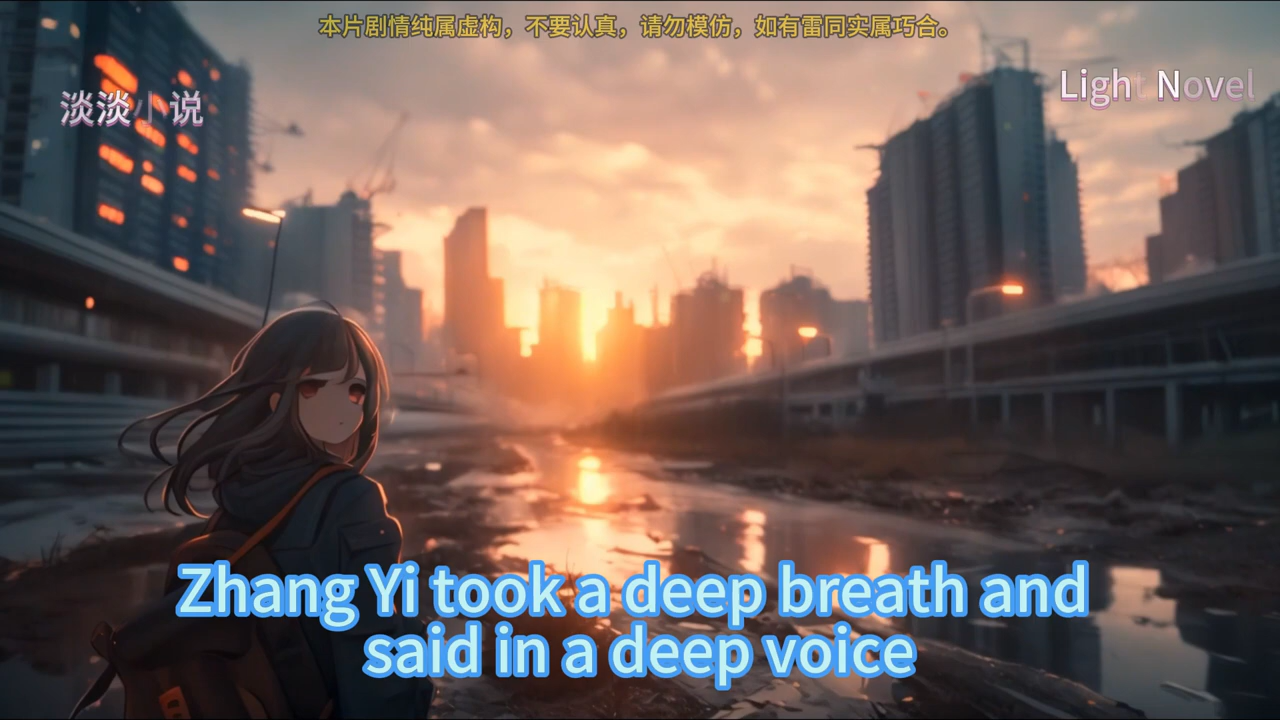 本片剧情纯属虚构，不要认真，请勿模仿，如有雷同实属巧合。
淡淡小说
Light Novel
Zhang Yi took a deep breath and
said in a deep voice